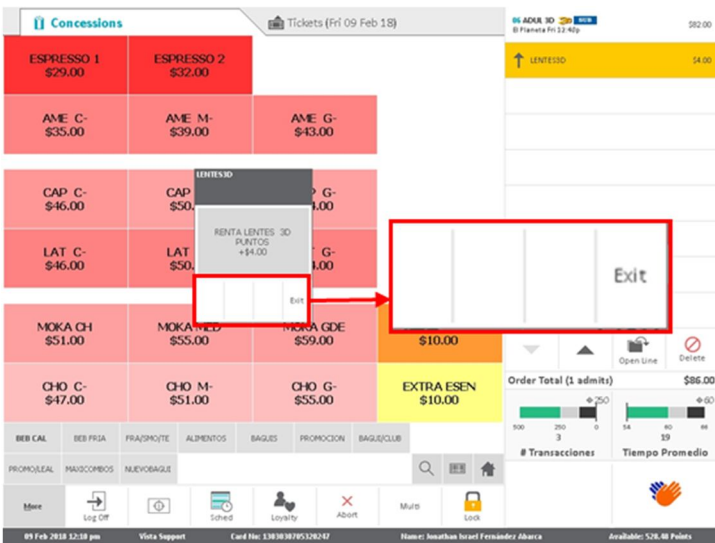 Concessions
Tickets (Fri 09 Feb 18)
ESPRESSO 1
$29.00
ESPRESSO 2
$32.00
AME C-
$35.00
AME M-
$39.00
AME G-
$43.00
CAP C-
$46.00
CAP
$50.
G-
.00
LAT C-
$46.00
LAT
$50.
G-
.00
LENTES3D
RENTA LENTES 3D
PUNTOS
+$4.00
Exit
Exit
MOKA CH
$51.00
MOKA MED
$55.00
MOKA GDE
$59.00
$10.00
CHO C-
$47.00
CHO M-
$51.00
CHO G-
$55.00
EXTRA ESEN
$10.00
BEB CAL
BEB FRIA
FRA/SMO/TE
ALIMENTOS
BAGUIS
PROMOCION
BAGUI/CLUB
PROMO/LEAL
MAXICOMBOS
NUEVOBAGUI
More
Log Off
Sched
Loyalty
Abort
Multi
Lock
06 ADUL 3D
$82.00
El Planeta Fri 12:40p
LENTES3D
$4.00
Open Line
Delete
Order Total (1 admits)
$86.00
250
500 250 0
3
# Transacciones
60
54 60 66
19
Tiempo Promedio
09 Feb 2018 12:18 pm
Vista Support
Card No: 1303030705320247
Name: Jonathan Israel Fernández Abarca
Available: 520.40 Points